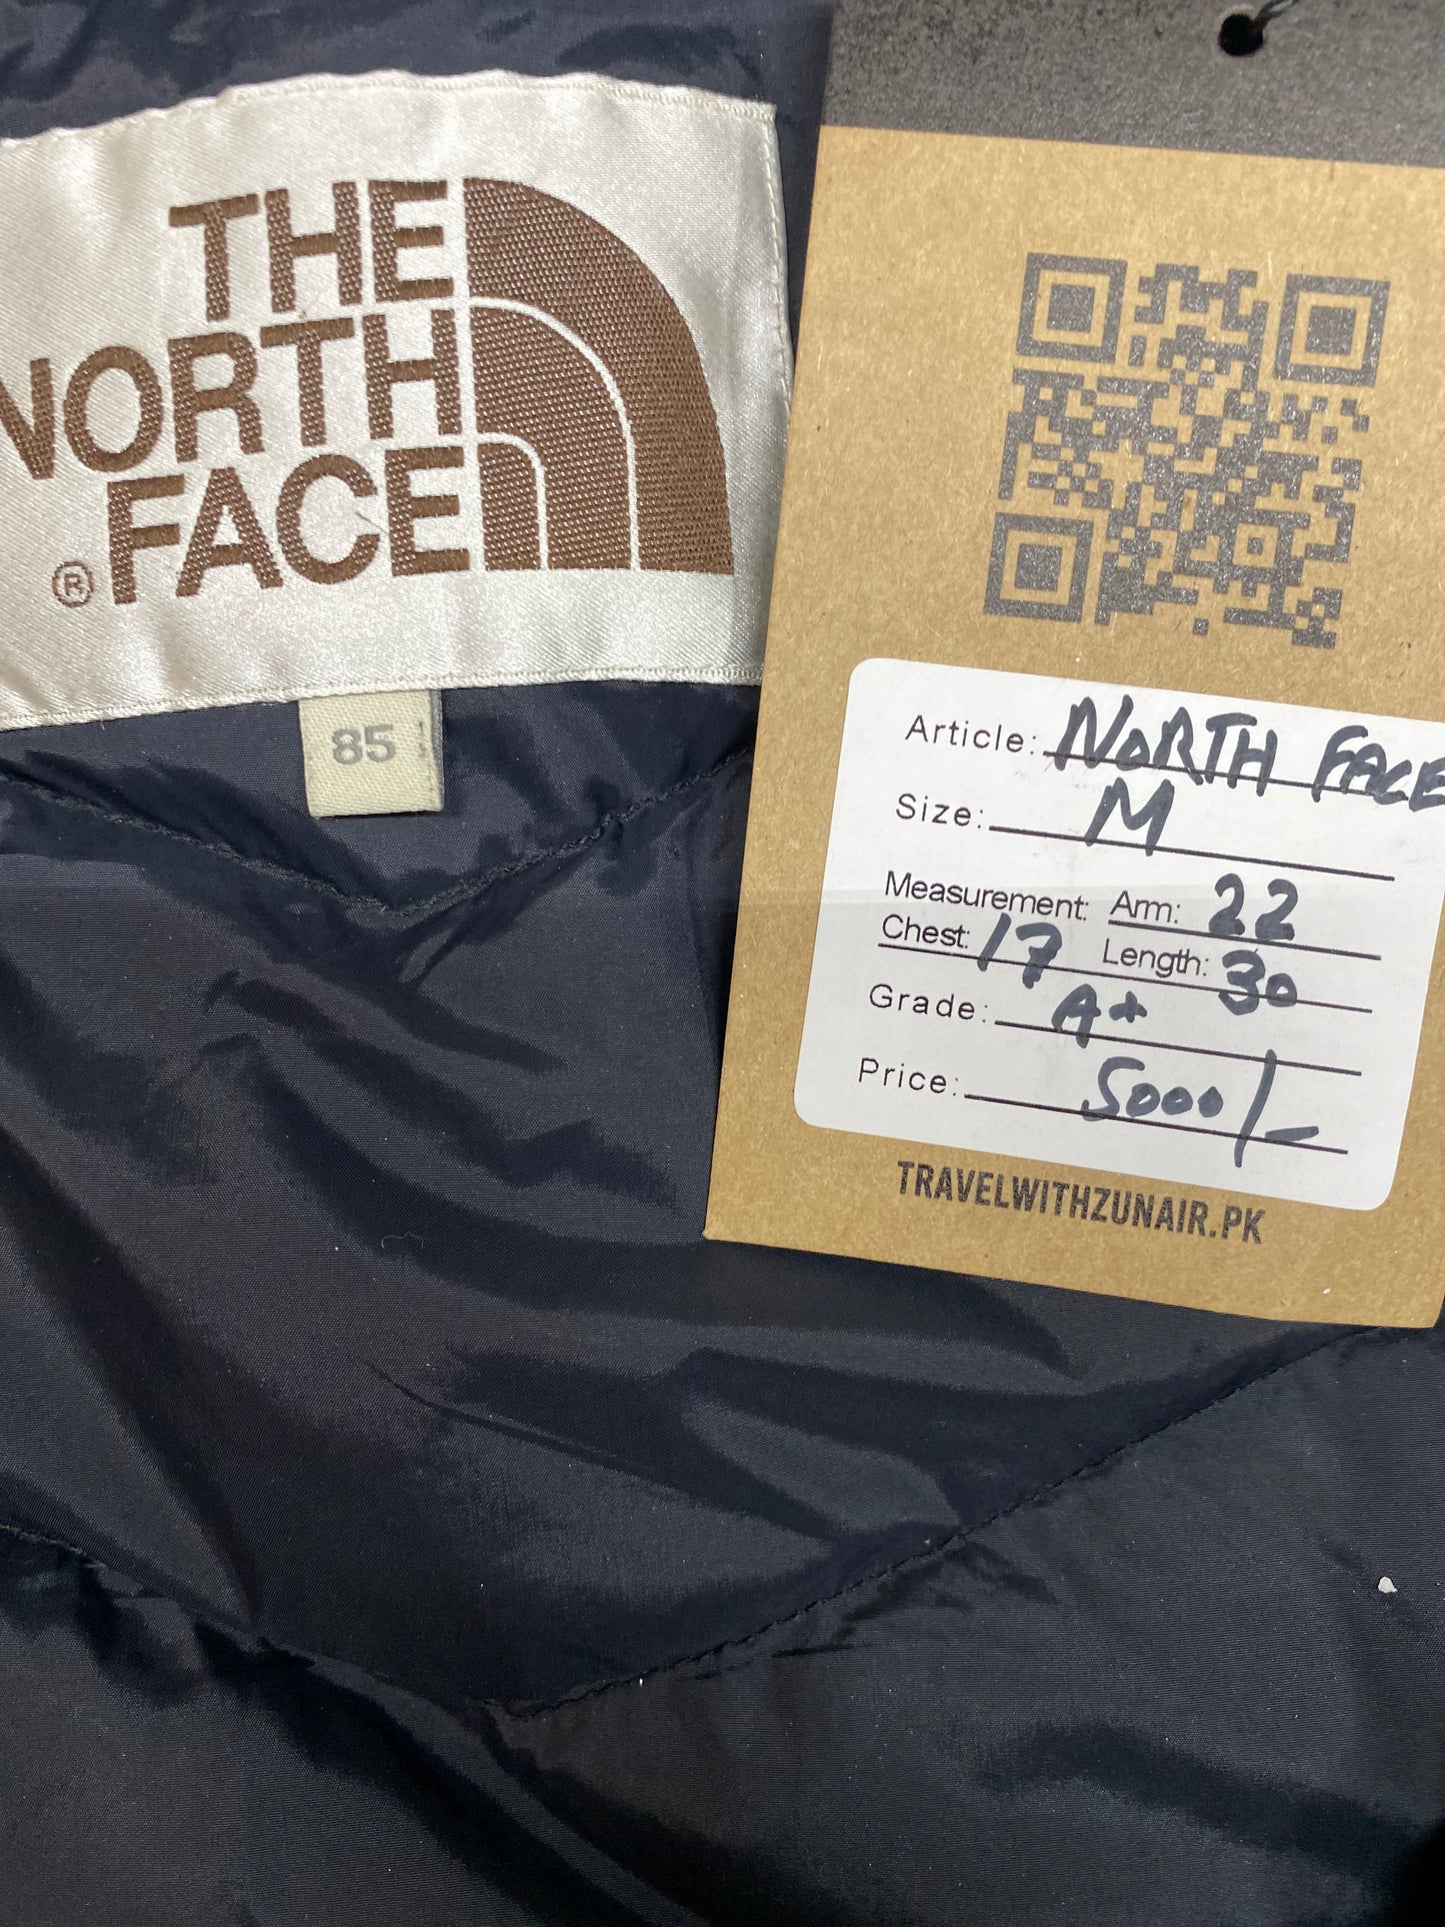 THE
NORTH
FACE
®
85
Article: NORTH FACE
Size: M
Measurement: Arm: 22
Chest: 17 Length: 30
Grade: A+
Price: 5000/-
TRAVELWITHZUNAIR.PK